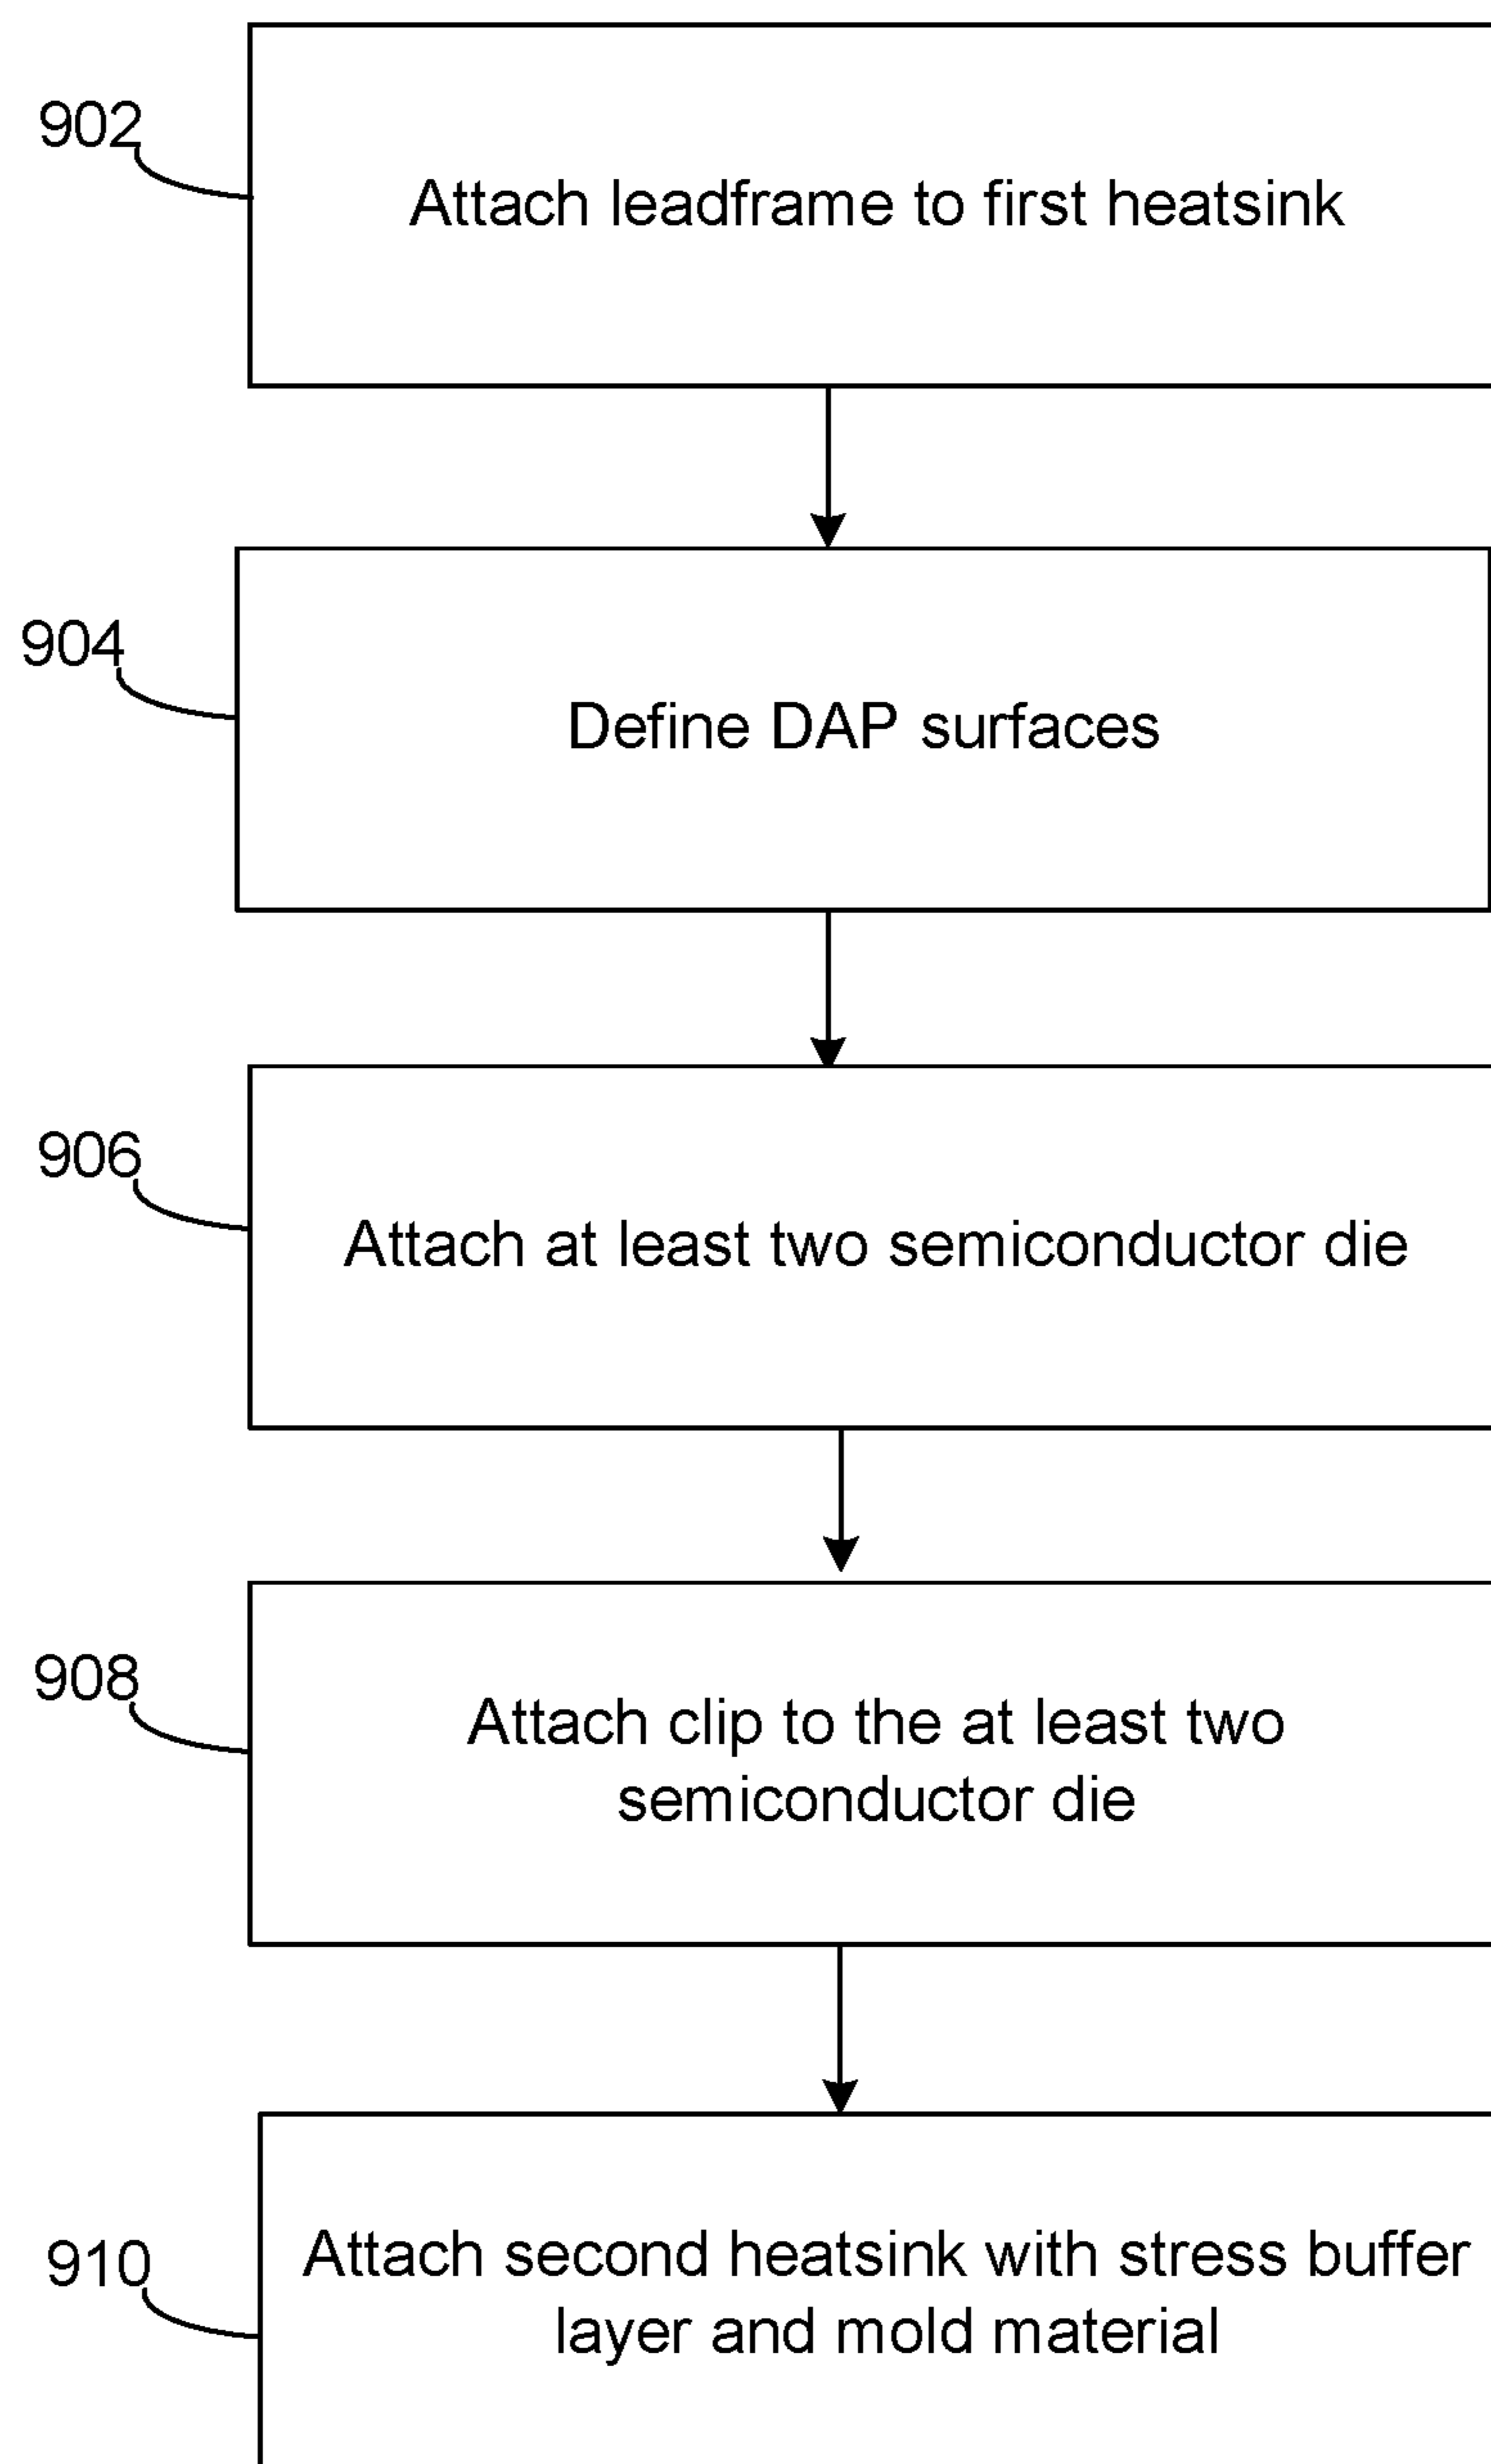 902
Attach leadframe to first heatsink
904
Define DAP surfaces
906
Attach at least two semiconductor die
908
Attach clip to the at least two
semiconductor die
910
Attach second heatsink with stress buffer
layer and mold material